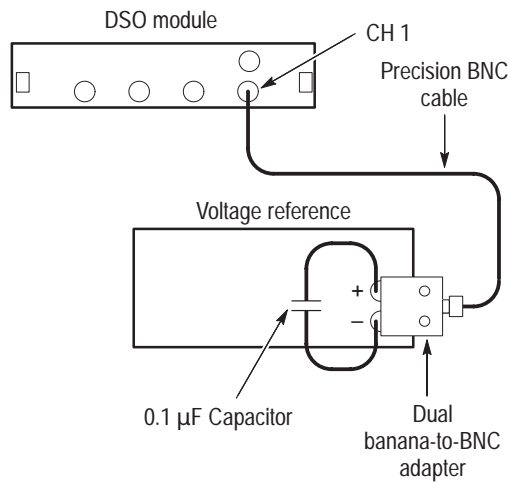 DSO module
CH 1
Precision BNC
cable
Voltage reference
+
–
0.1 µF Capacitor
Dual
banana-to-BNC
adapter